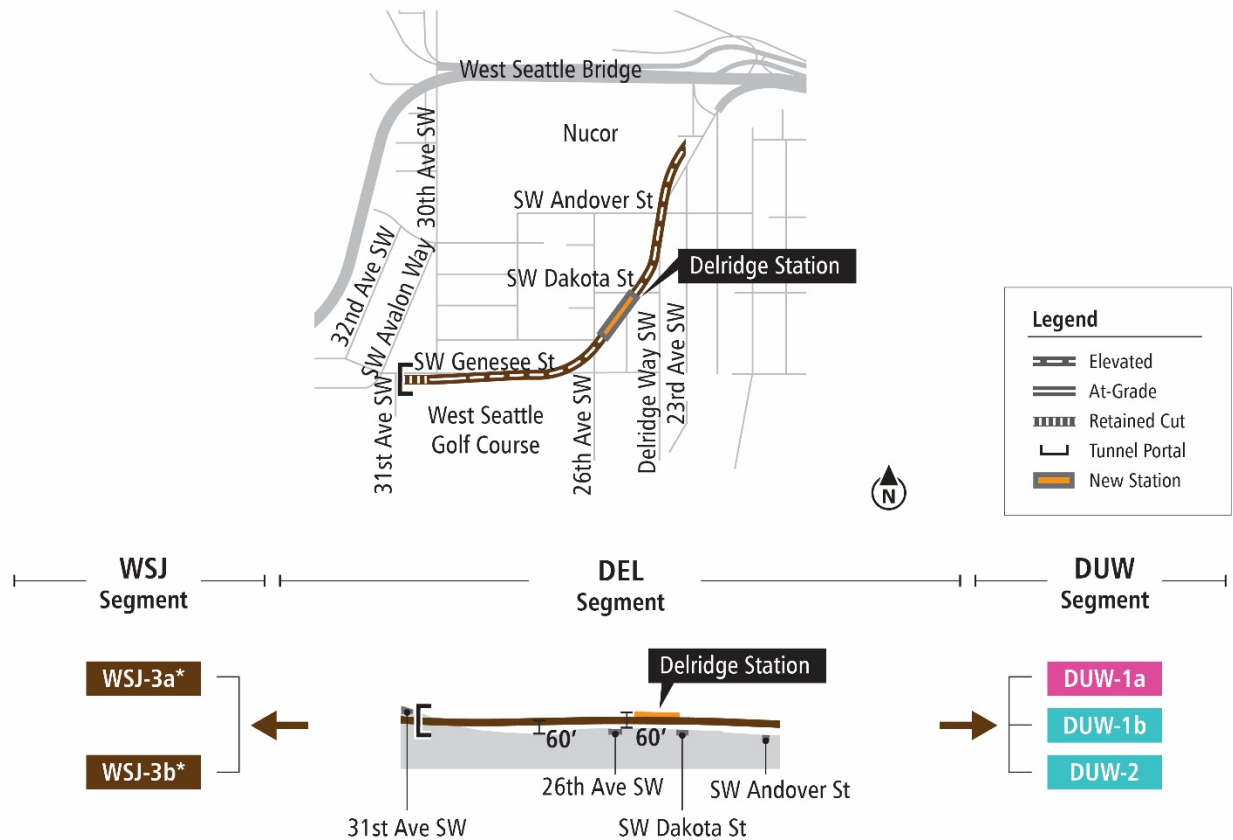 West Seattle Bridge
30th Ave SW
Nucor
SW Andover St
32nd Ave SW
SW Avalon Way
SW Dakota St
Delridge Station
SW Genesee St
31st Ave SW
West Seattle
Golf Course
26th Ave SW
Delridge Way SW
23rd Ave SW
N
Legend
Elevated
At-Grade
Retained Cut
Tunnel Portal
New Station
WSJ
Segment
DEL
Segment
DUW
Segment
WSJ-3a*
WSJ-3b*
Delridge Station
60’
60’
26th Ave SW
SW Andover St
31st Ave SW
SW Dakota St
DUW-1a
DUW-1b
DUW-2